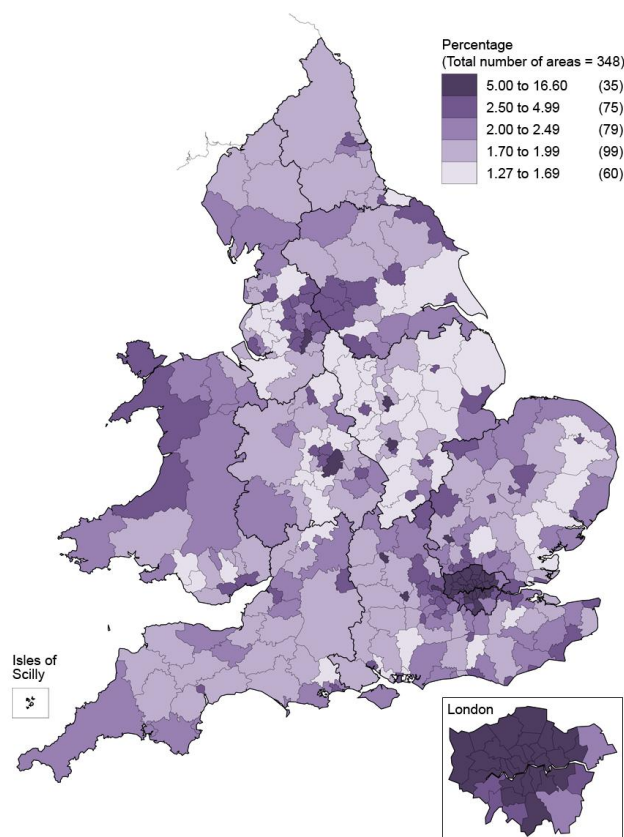 Percentage
(Total number of areas = 348)
5.00 to 16.60 (35)
2.50 to 4.99 (75)
2.00 to 2.49 (79)
1.70 to 1.99 (99)
1.27 to 1.69 (60)
Isles of
Scilly
London